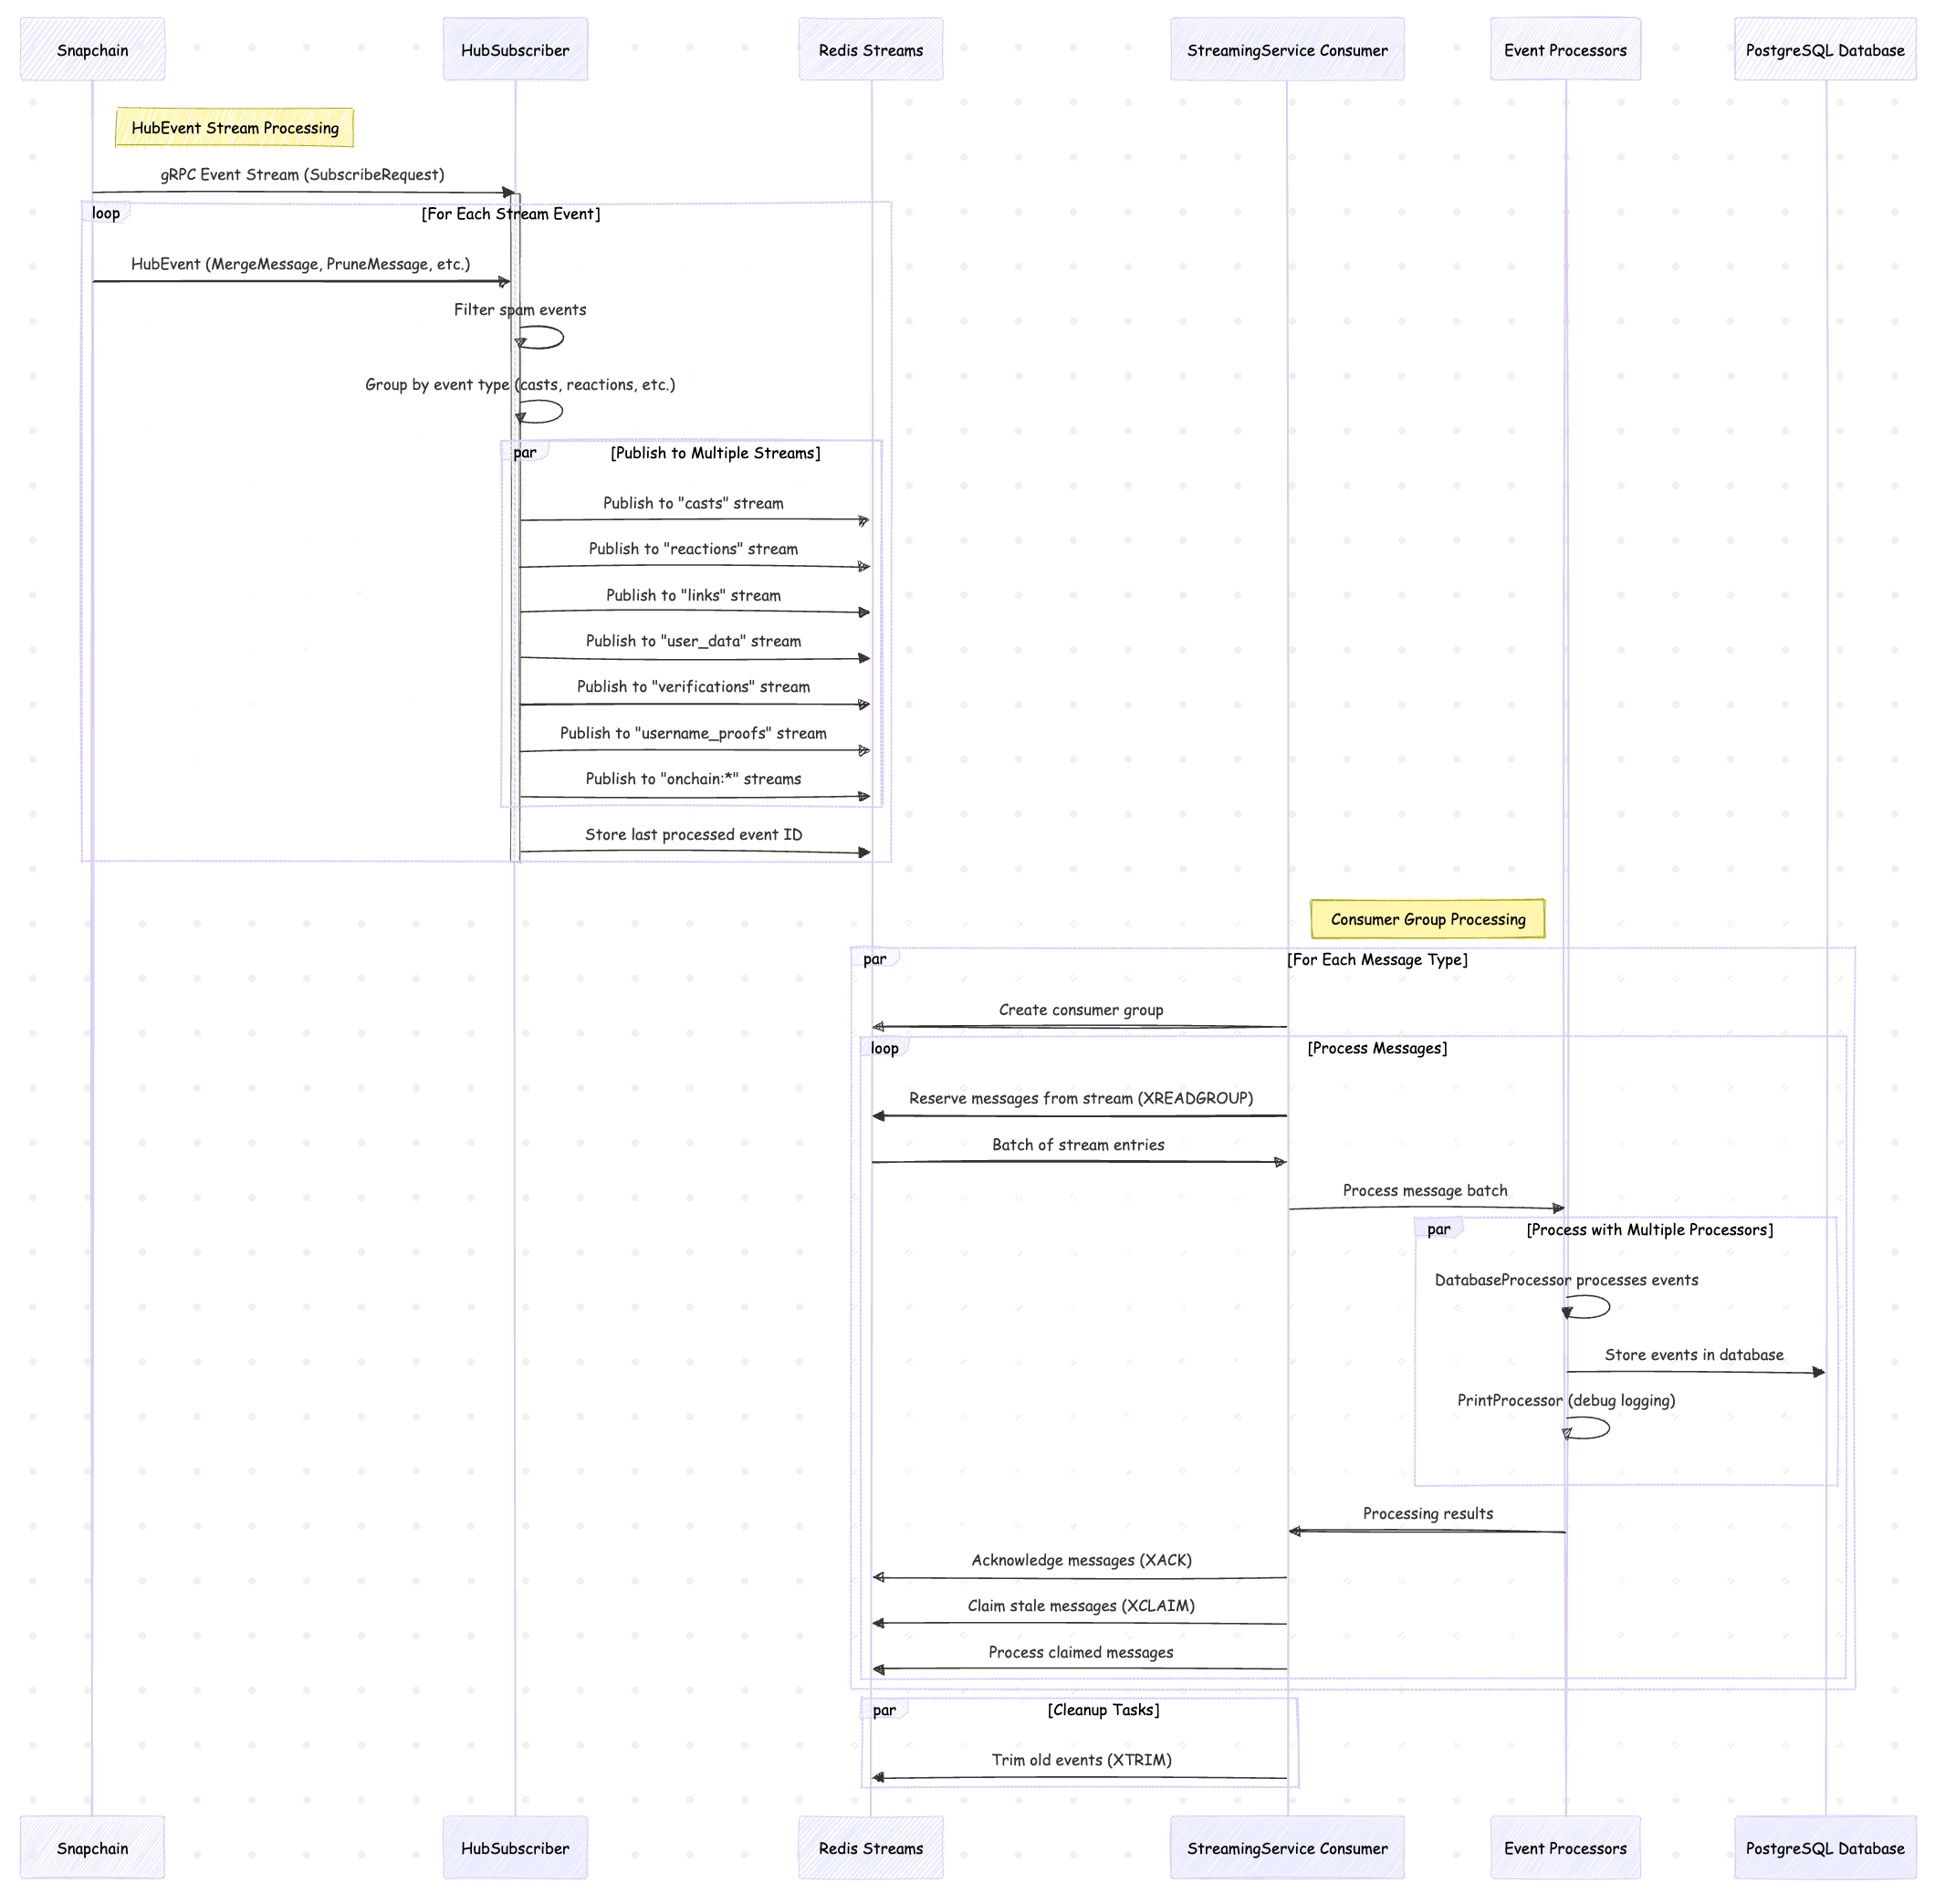 Snapchain
HubSubscriber
Redis Streams
StreamingService Consumer
Event Processors
PostgreSQL Database
HubEvent Stream Processing
gRPC Event Stream (SubscribeRequest)
loop
[For Each Stream Event]
HubEvent (MergeMessage, PruneMessage, etc.)
Filter spam events
Group by event type (casts, reactions, etc.)
par
[Publish to Multiple Streams]
Publish to "casts" stream
Publish to "reactions" stream
Publish to "links" stream
Publish to "user_data" stream
Publish to "verifications" stream
Publish to "username_proofs" stream
Publish to "onchain:*" streams
Store last processed event ID
Consumer Group Processing
par
[For Each Message Type]
Create consumer group
loop
[Process Messages]
Reserve messages from stream (XREADGROUP)
Batch of stream entries
Process message batch
par
[Process with Multiple Processors]
DatabaseProcessor processes events
Store events in database
PrintProcessor (debug logging)
Processing results
Acknowledge messages (XACK)
Claim stale messages (XCLAIM)
Process claimed messages
par
[Cleanup Tasks]
Trim old events (XTRIM)
Snapchain
HubSubscriber
Redis Streams
StreamingService Consumer
Event Processors
PostgreSQL Database